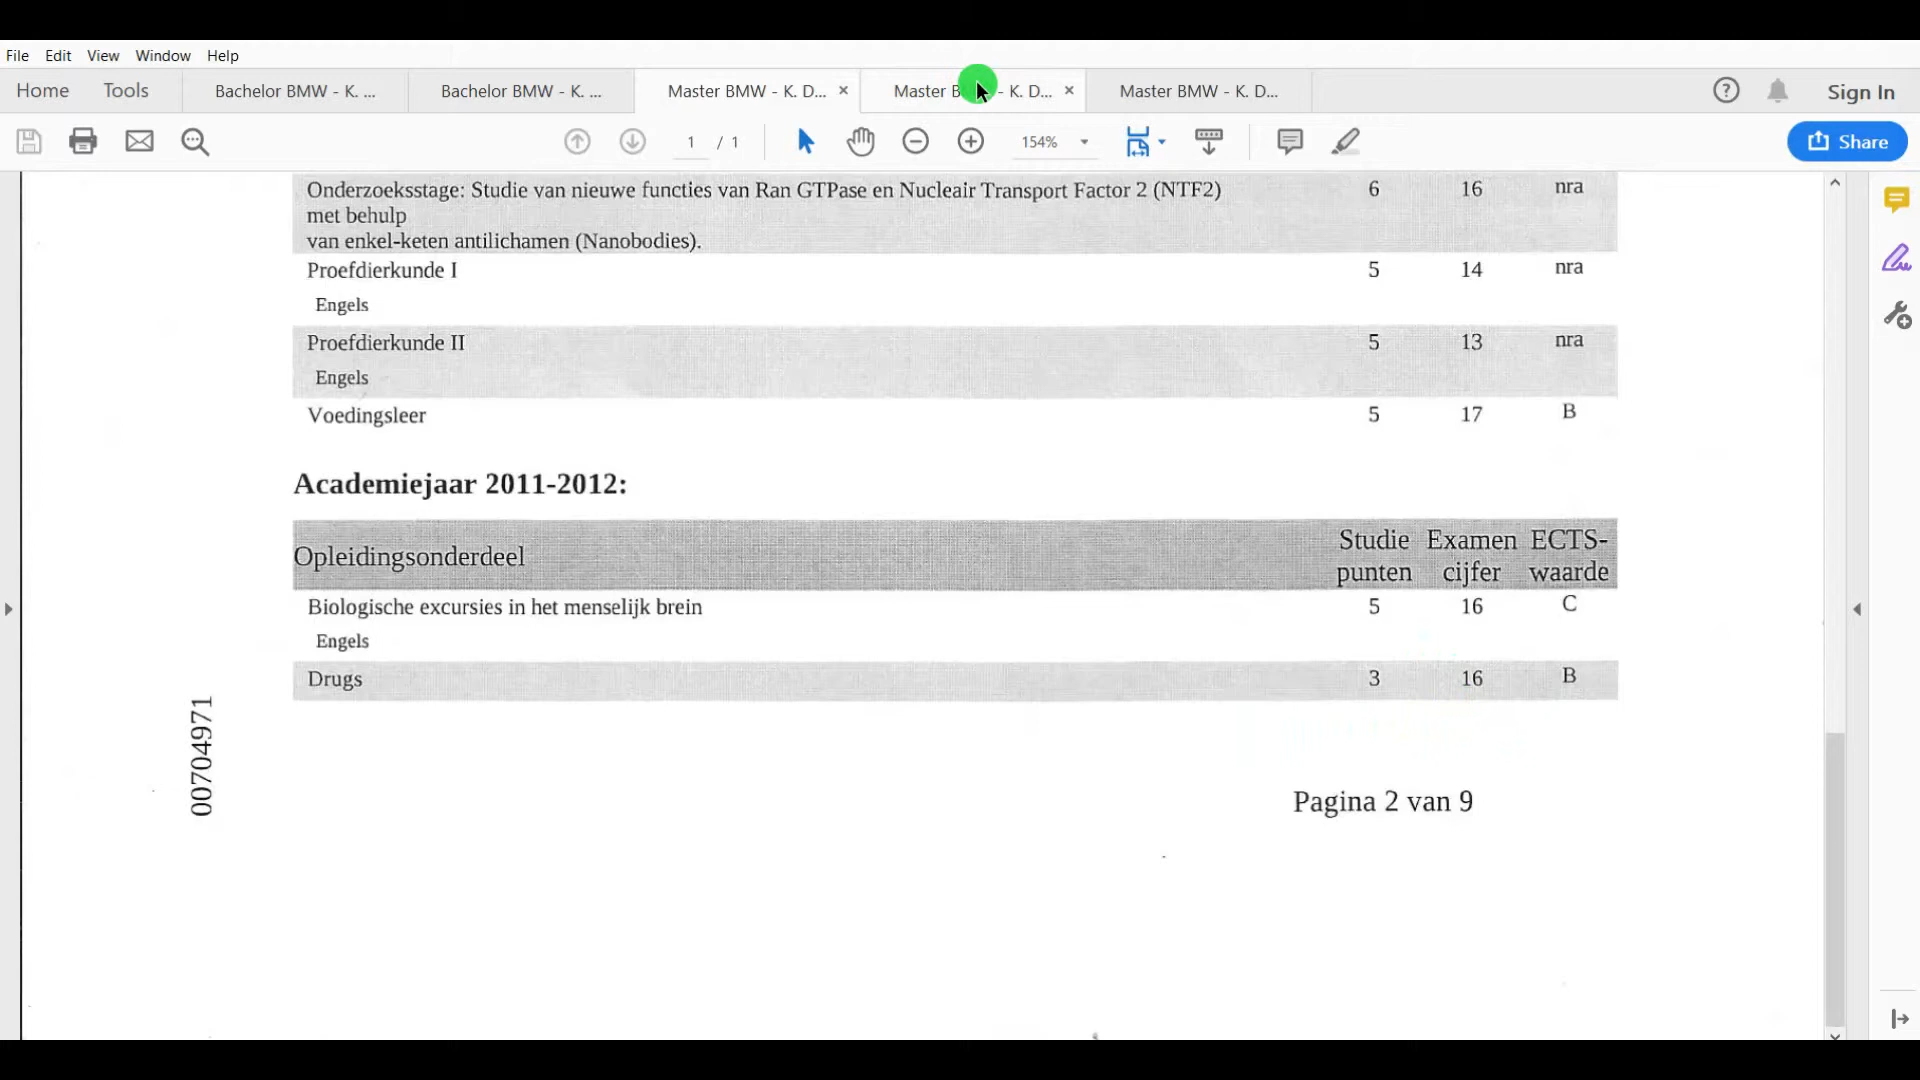 File Edit View Window Help
Home Tools Bachelor BMW - K. ... Bachelor BMW - K. ... Master BMW - K. D... Master B - K. D... Master BMW - K. D... Sign In
1 / 1 154% Share
Onderzoeksstage: Studie van nieuwe functies van Ran GTPase en Nucleair Transport Factor 2 (NTF2) 6 16 nra
met behulp
van enkel-keten antilichamen (Nanobodies).
Proefdierkunde I 5 14 nra
Engels
Proefdierkunde II 5 13 nra
Engels
Voedingsleer 5 17 B
Academiejaar 2011-2012:
Opleidingsonderdeel Studie punten Examen cijfer ECTS- waarde
Biologische excursies in het menselijk brein 5 16 C
Engels
Drugs 3 16 B
00704971
Pagina 2 van 9